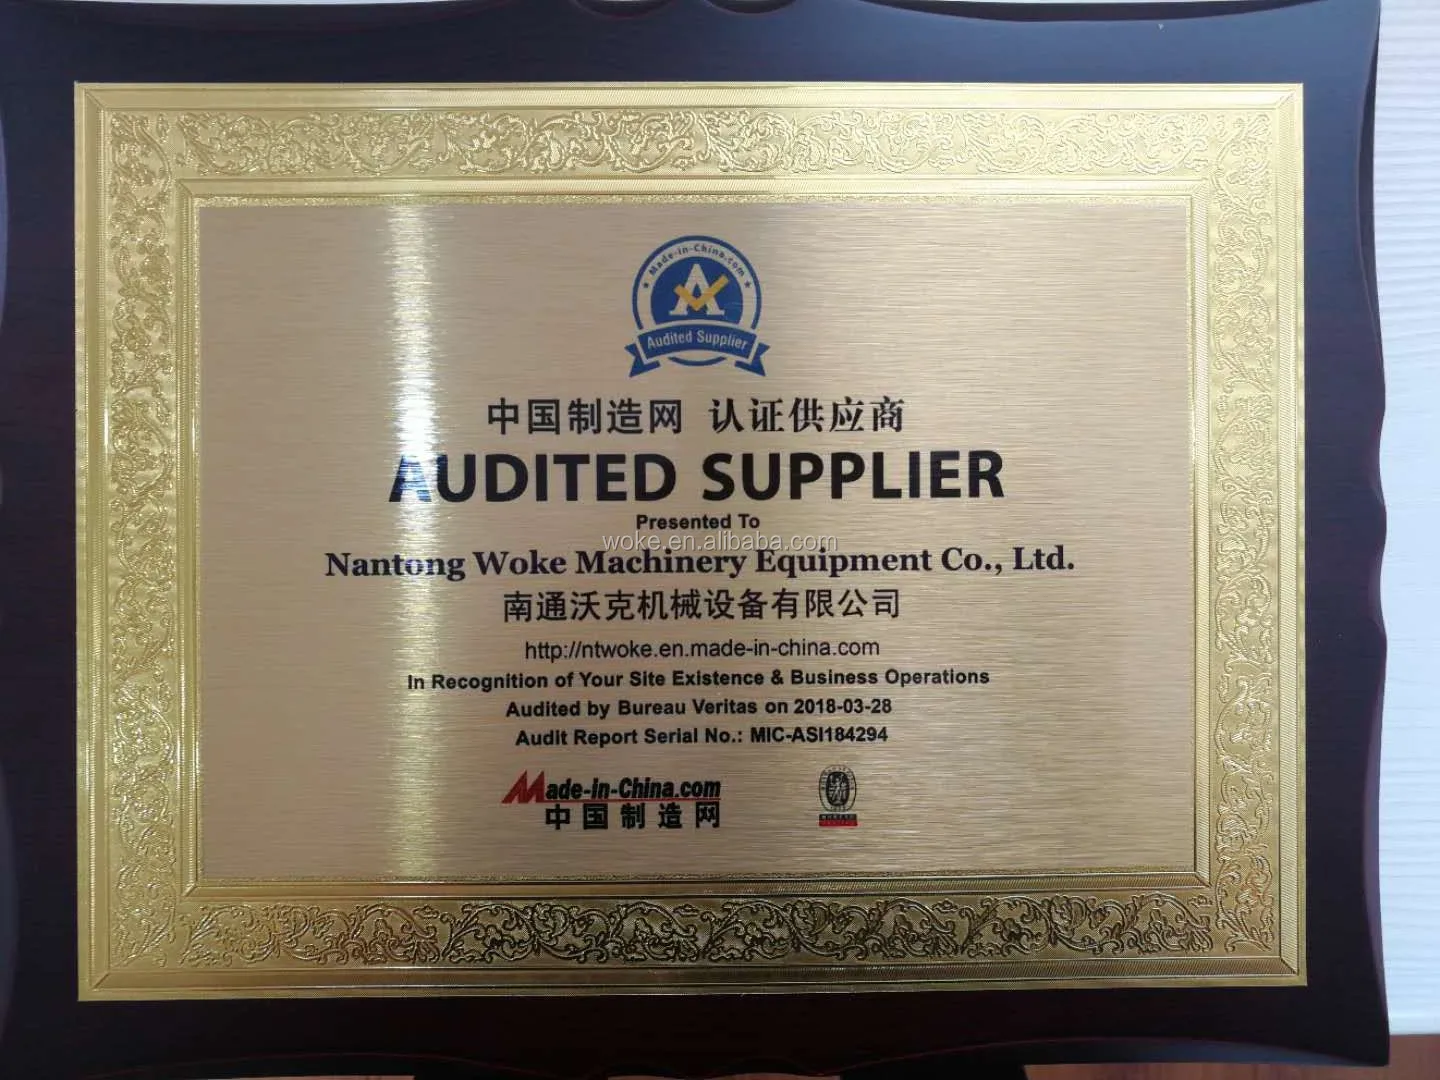 Made-in-China.com
A
Audited Supplier
中国制造网 认证供应商
AUDITED SUPPLIER
Presented To
woke.en.alibaba.com
Nantong Woke Machinery Equipment Co., Ltd.
南通沃克机械设备有限公司
http://ntwoke.en.made-in-china.com
In Recognition of Your Site Existence & Business Operations
Audited by Bureau Veritas on 2018-03-28
Audit Report Serial No.: MIC-ASI184294
Made-in-China.com
中国制造网